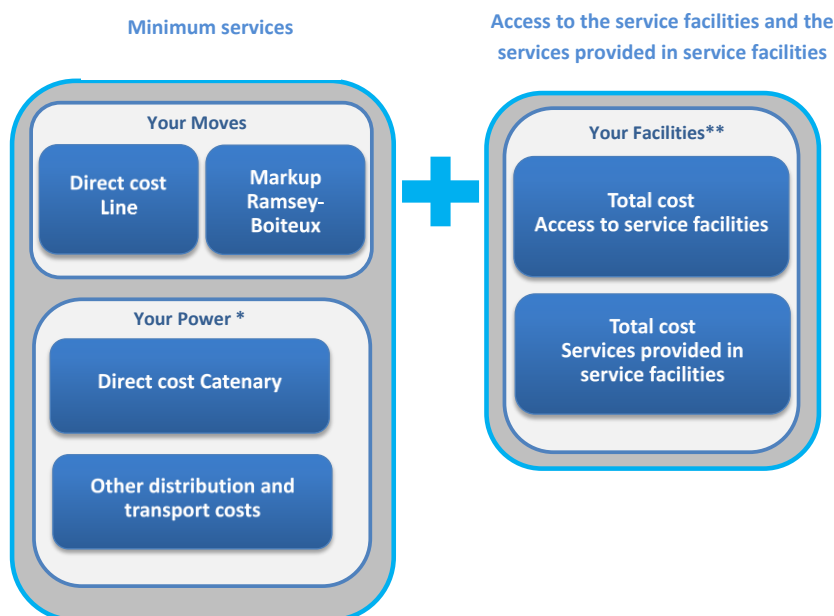 Minimum services
Your Moves
Direct cost
Line
Markup
Ramsey-
Boiteux
Your Power *
Direct cost Catenary
Other distribution and
transport costs
Access to the service facilities and the
services provided in service facilities
Your Facilities**
Total cost
Access to service facilities
Total cost
Services provided in
service facilities